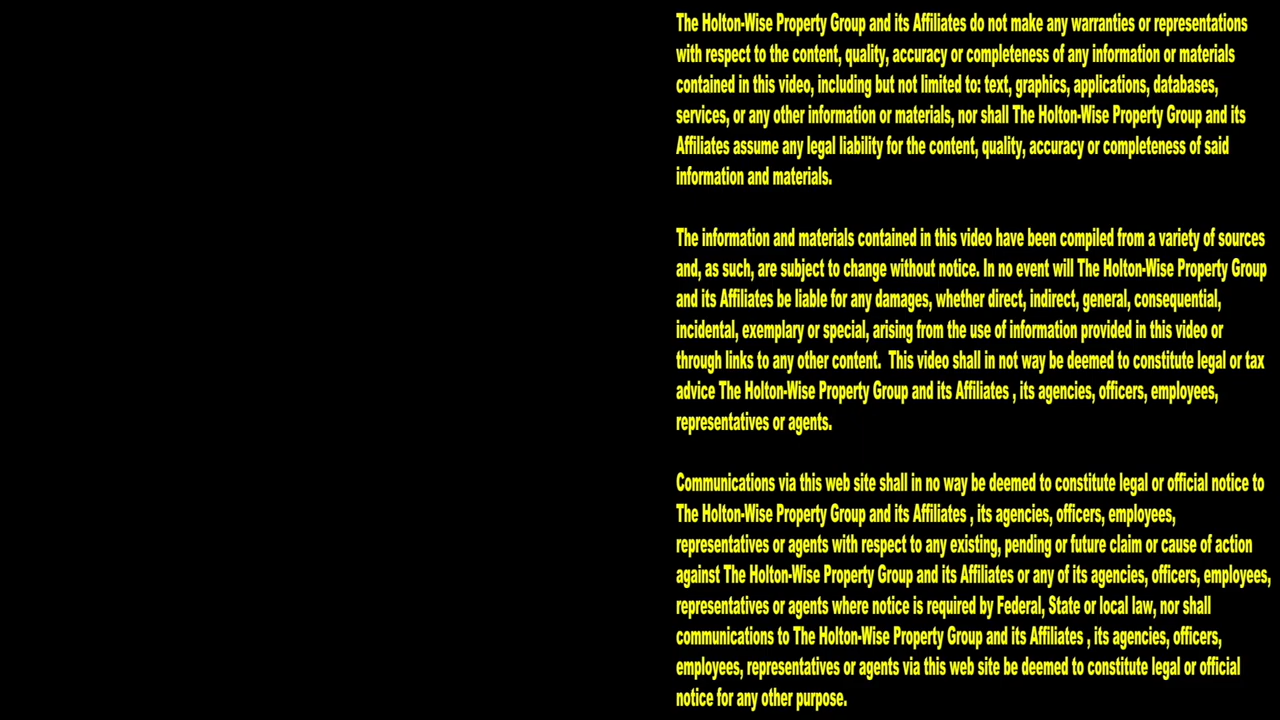 The Holton-Wise Property Group and its Affiliates do not make any warranties or representations
with respect to the content, quality, accuracy or completeness of any information or materials
contained in this video, including but not limited to: text, graphics, applications, databases,
services, or any other information or materials, nor shall The Holton-Wise Property Group and its
Affiliates assume any legal liability for the content, quality, accuracy or completeness of said
information and materials.
The information and materials contained in this video have been compiled from a variety of sources
and, as such, are subject to change without notice. In no event will The Holton-Wise Property Group
and its Affiliates be liable for any damages, whether direct, indirect, general, consequential,
incidental, exemplary or special, arising from the use of information provided in this video or
through links to any other content.  This video shall in not way be deemed to constitute legal or tax
advice The Holton-Wise Property Group and its Affiliates , its agencies, officers, employees,
representatives or agents.
Communications via this web site shall in no way be deemed to constitute legal or official notice to
The Holton-Wise Property Group and its Affiliates , its agencies, officers, employees,
representatives or agents with respect to any existing, pending or future claim or cause of action
against The Holton-Wise Property Group and its Affiliates or any of its agencies, officers, employees,
representatives or agents where notice is required by Federal, State or local law, nor shall
communications to The Holton-Wise Property Group and its Affiliates , its agencies, officers,
employees, representatives or agents via this web site be deemed to constitute legal or official
notice for any other purpose.